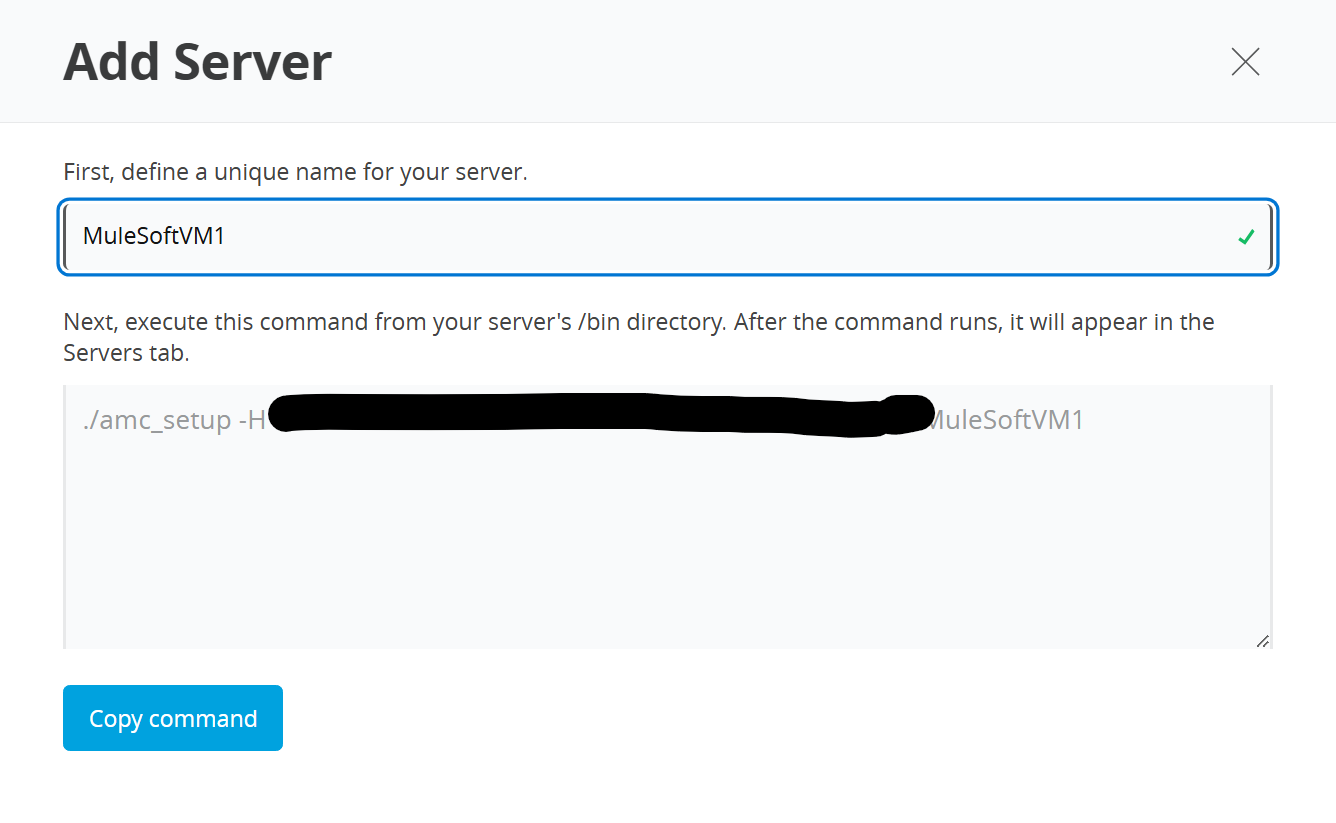 Add Server
First, define a unique name for your server.
MuleSoftVM1
Next, execute this command from your server's /bin directory. After the command runs, it will appear in the
Servers tab.
./amc_setup -H MuleSoftVM1
Copy command